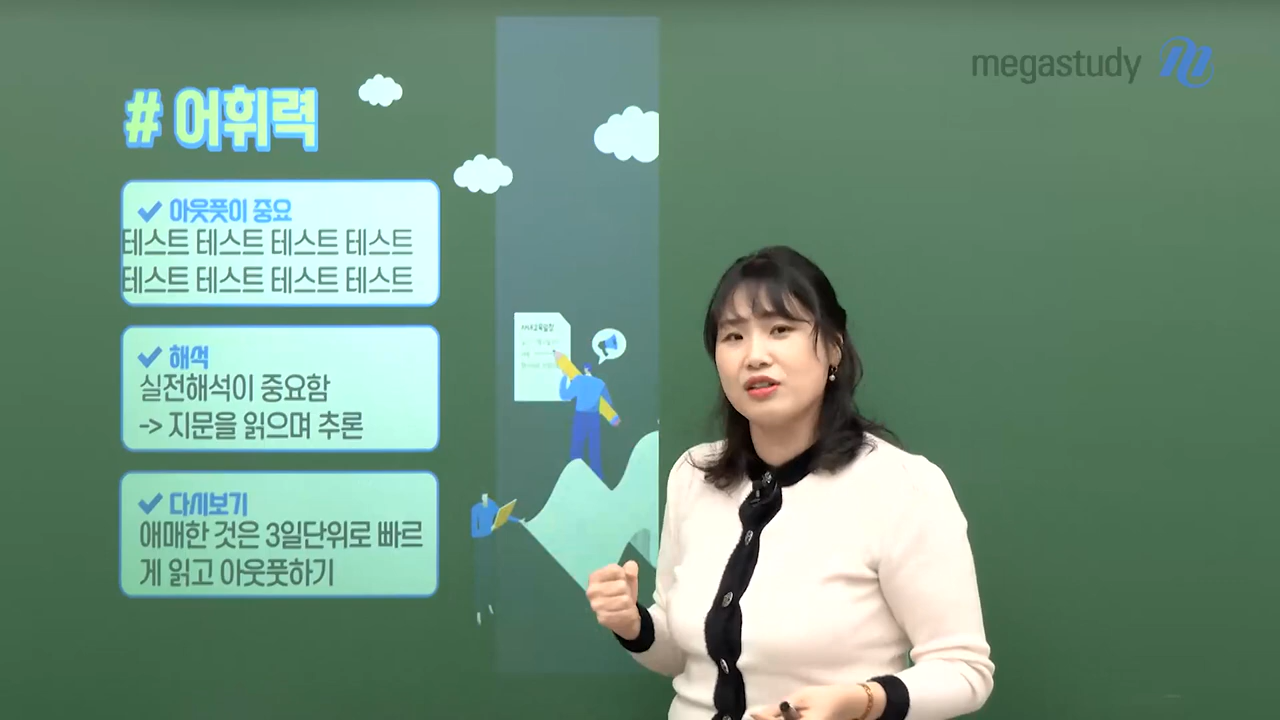 megastudy
# 어휘력
아웃풋이 중요
테스트 테스트 테스트 테스트
테스트 테스트 테스트 테스트
해석
실전해석이 중요함
-> 지문을 읽으며 추론
다시보기
애매한 것은 3일단위로 빠르
게 읽고 아웃풋하기